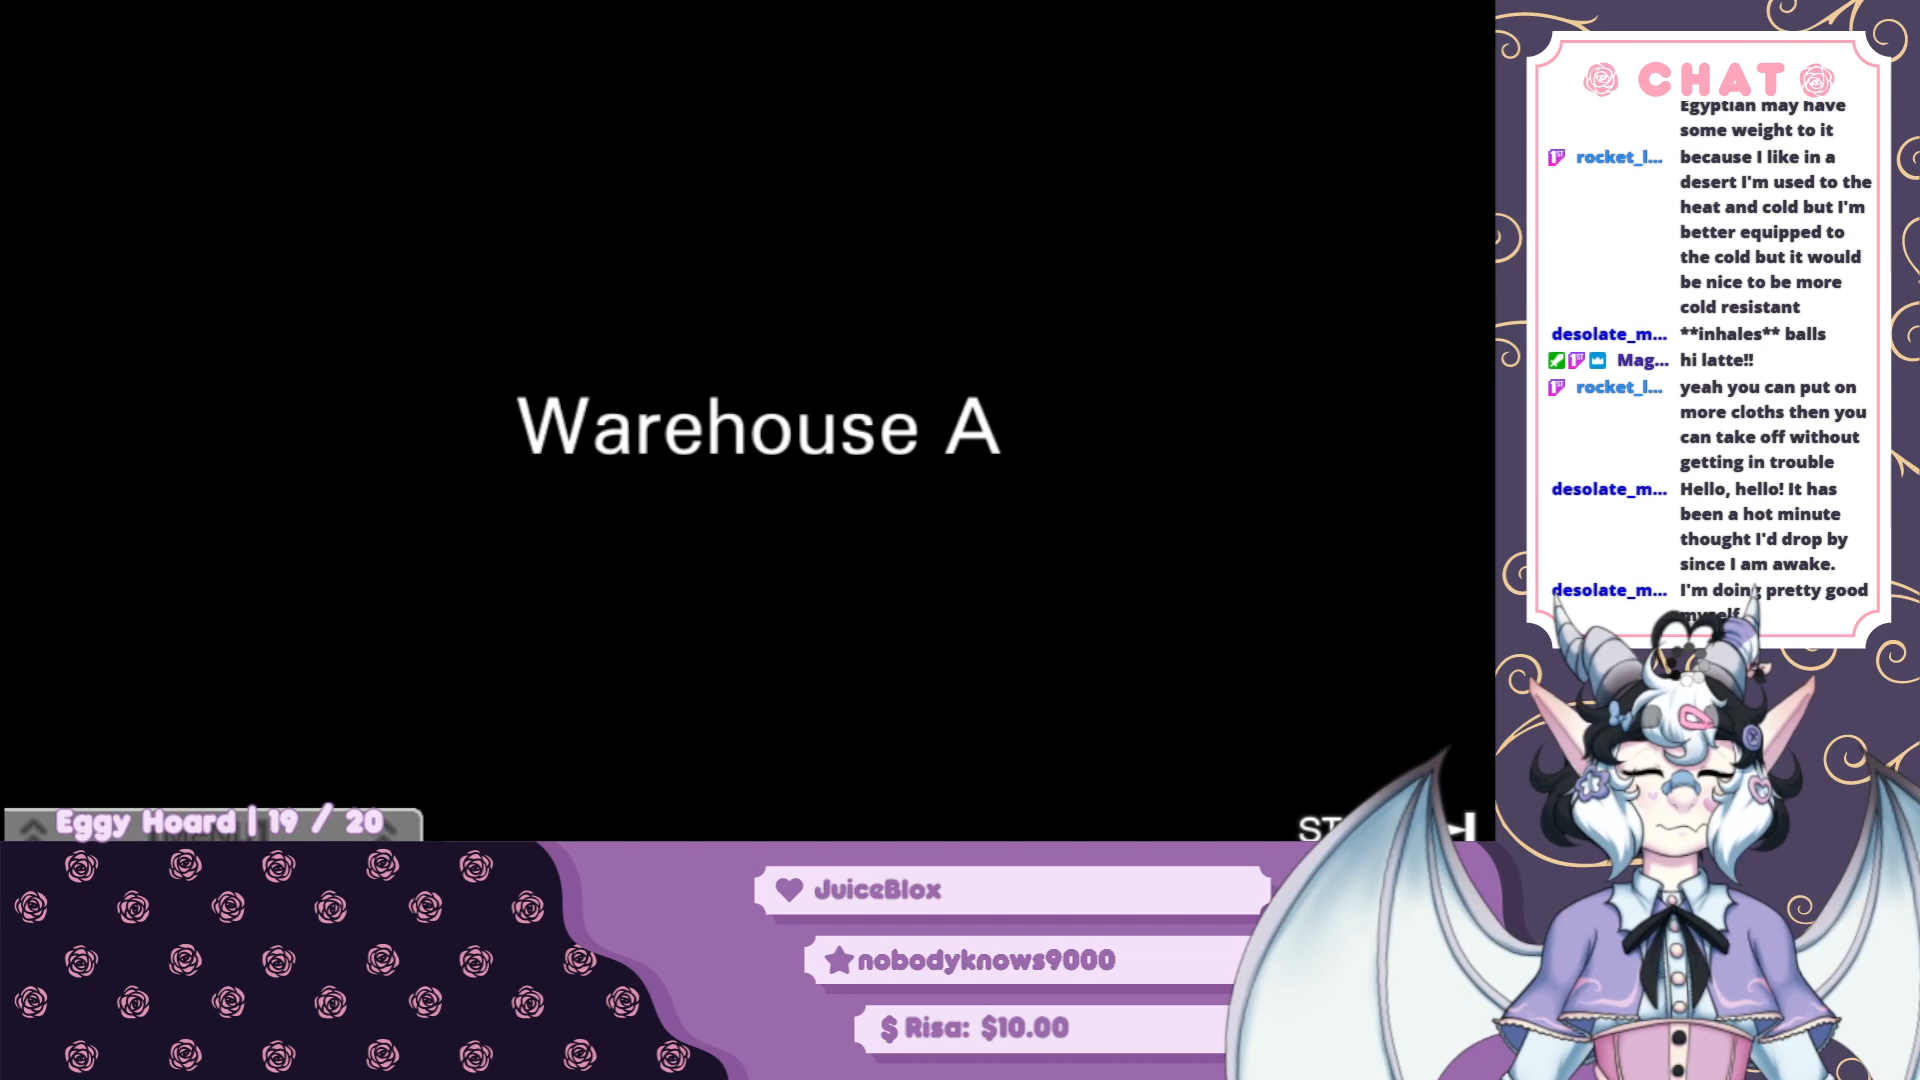 Warehouse A
Eggy Hoard | 19 / 20
JuiceBlox
nobodyknows9000
$ Risa: $10.00
CHAT
Egyptian may have
some weight to it
rocket_l... because I like in a
desert I'm used to the
heat and cold but I'm
better equipped to
the cold but it would
be nice to be more
cold resistant
desolate_m... **inhales** balls
Mag... hi latte!!
rocket_l... yeah you can put on
more cloths then you
can take off without
getting in trouble
desolate_m... Hello, hello! It has
been a hot minute
thought I'd drop by
since I am awake.
desolate_m... I'm doing pretty good
myself